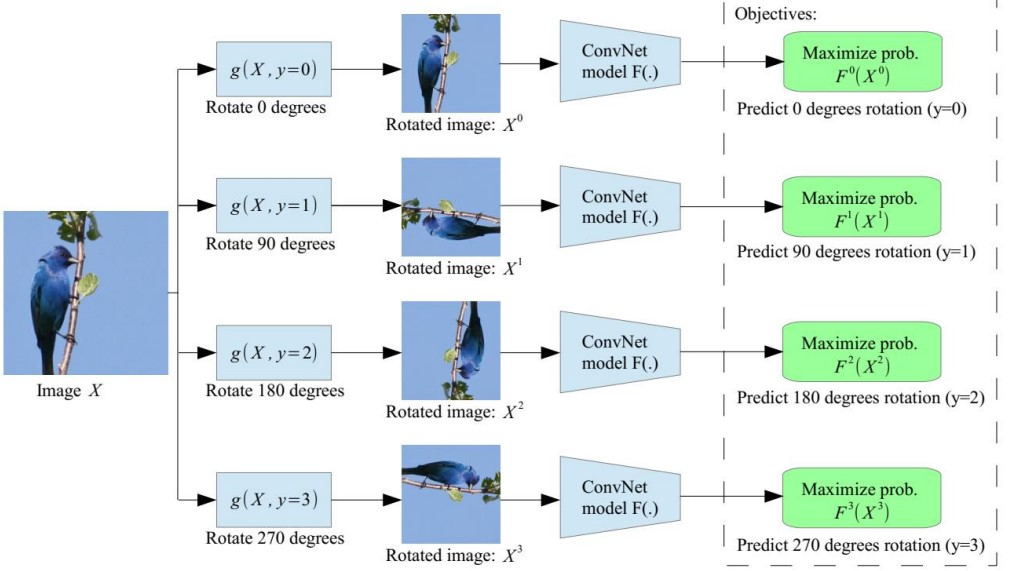 Objectives:
g(X, y=0)
Rotate 0 degrees
Rotated image: X⁰
ConvNet
model F(.)
Maximize prob.
F⁰(X⁰)
Predict 0 degrees rotation (y=0)
g(X, y=1)
Rotate 90 degrees
Rotated image: X¹
ConvNet
model F(.)
Maximize prob.
F¹(X¹)
Predict 90 degrees rotation (y=1)
Image X
g(X, y=2)
Rotate 180 degrees
Rotated image: X²
ConvNet
model F(.)
Maximize prob.
F²(X²)
Predict 180 degrees rotation (y=2)
g(X, y=3)
Rotate 270 degrees
Rotated image: X³
ConvNet
model F(.)
Maximize prob.
F³(X³)
Predict 270 degrees rotation (y=3)